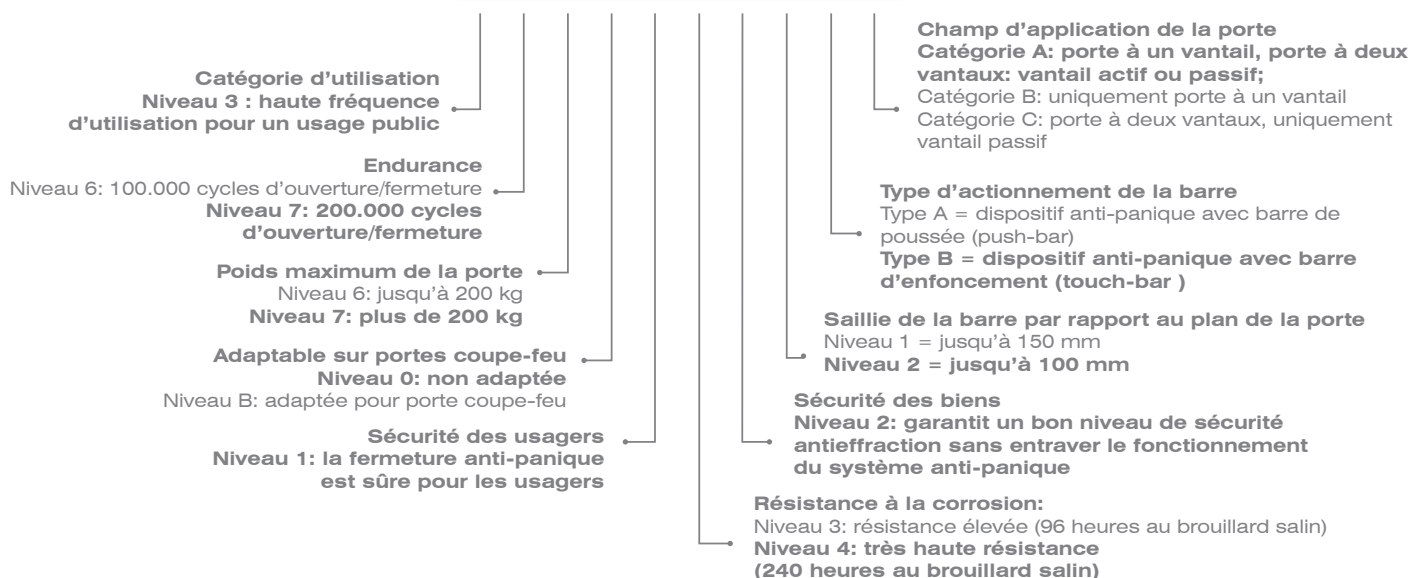 Catégorie d’utilisation
Niveau 3 : haute fréquence
d’utilisation pour un usage public
Endurance
Niveau 6: 100.000 cycles d’ouverture/fermeture
Niveau 7: 200.000 cycles
d’ouverture/fermeture
Poids maximum de la porte
Niveau 6: jusqu’à 200 kg
Niveau 7: plus de 200 kg
Adaptable sur portes coupe-feu
Niveau 0: non adaptée
Niveau B: adaptée pour porte coupe-feu
Sécurité des usagers
Niveau 1: la fermeture anti-panique
est sûre pour les usagers
Champ d’application de la porte
Catégorie A: porte à un vantail, porte à deux
vantaux: vantail actif ou passif;
Catégorie B: uniquement porte à un vantail
Catégorie C: porte à deux vantaux, uniquement
vantail passif
Type d’actionnement de la barre
Type A = dispositif anti-panique avec barre de
poussée (push-bar)
Type B = dispositif anti-panique avec barre
d’enfoncement (touch-bar )
Saillie de la barre par rapport au plan de la porte
Niveau 1 = jusqu’à 150 mm
Niveau 2 = jusqu’à 100 mm
Sécurité des biens
Niveau 2: garantit un bon niveau de sécurité
antieffraction sans entraver le fonctionnement
du système anti-panique
Résistance à la corrosion:
Niveau 3: résistance élevée (96 heures au brouillard salin)
Niveau 4: très haute résistance
(240 heures au brouillard salin)